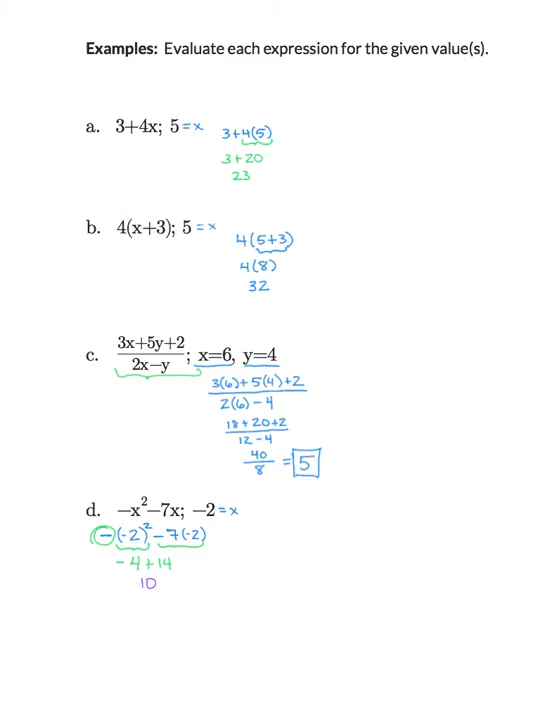 Examples: Evaluate each expression for the given value(s).
a. 3+4x; 5 = x
3 + 4(5)
3 + 20
23
b. 4(x+3); 5 = x
4(5+3)
4(8)
32
c. (3x+5y+2)/(2x−y); x=6, y=4
(3(6) + 5(4) + 2)/(2(6) − 4)
(18 + 20 + 2)/(12 − 4)
40/8 = 5
d. −x²−7x; −2 = x
−(−2)² − 7(−2)
− 4 + 14
10